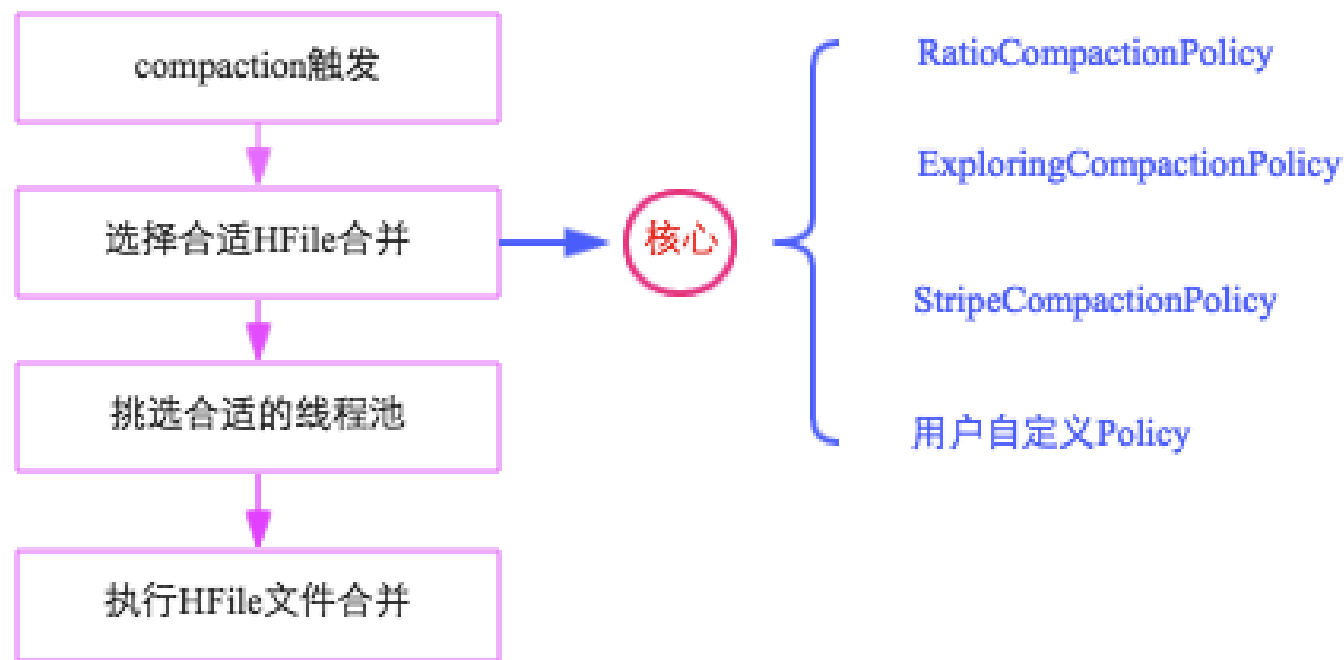 compaction触发
选择合适HFile合并
挑选合适的线程池
执行HFile文件合并
核心
RatioCompactionPolicy
ExploringCompactionPolicy
StripeCompactionPolicy
用户自定义Policy